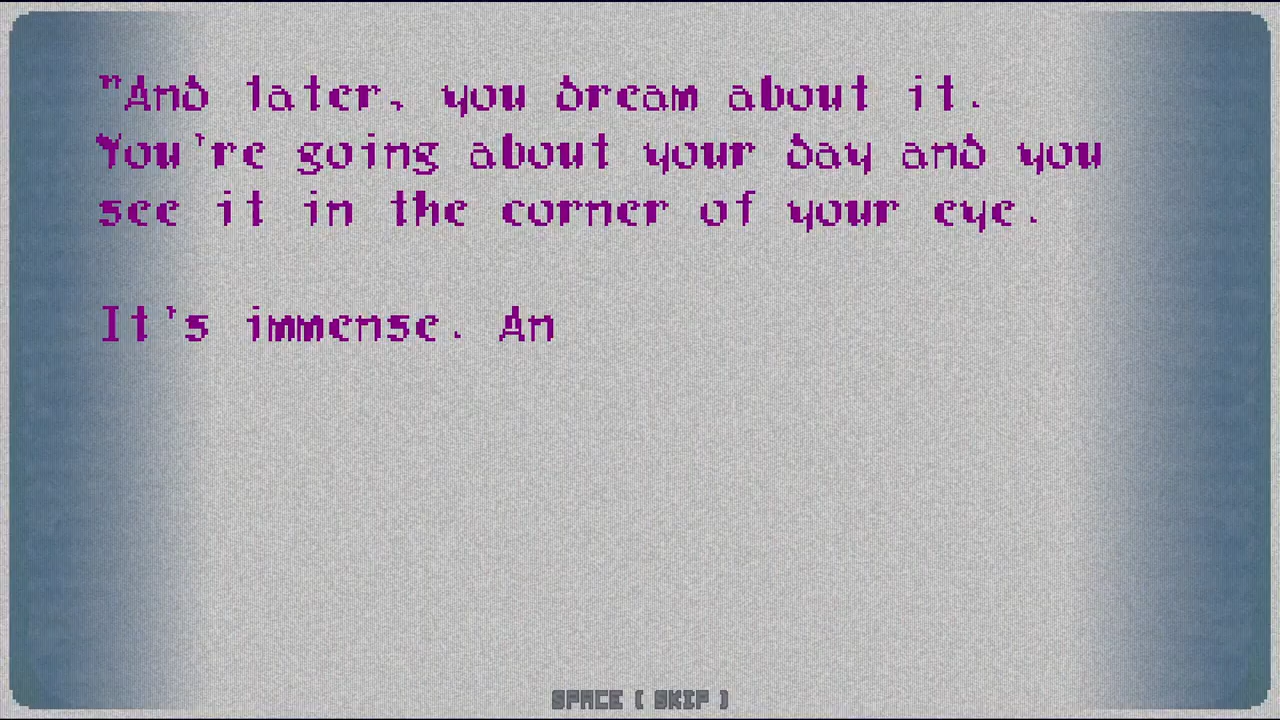 "And later, you dream about it.
You're going about your day and you
see it in the corner of your eye.
It's immense. An
SPACE ( SKIP )